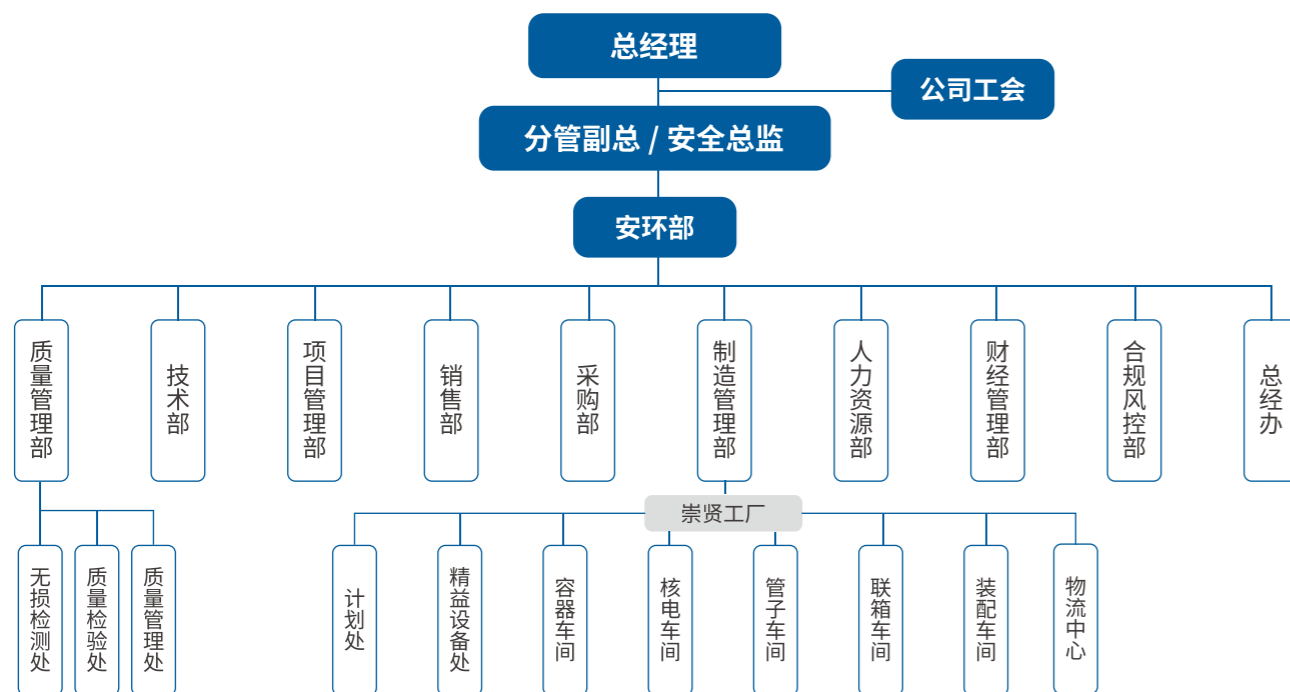 总经理
公司工会
分管副总 / 安全总监
安环部
质量管理部
技术部
项目管理部
销售部
采购部
制造管理部
人力资源部
财经管理部
合规风控部
总经办
崇贤工厂
无损检测处
质量检验处
质量管理处
计划处
精益设备处
容器车间
核电车间
管子车间
联箱车间
装配车间
物流中心